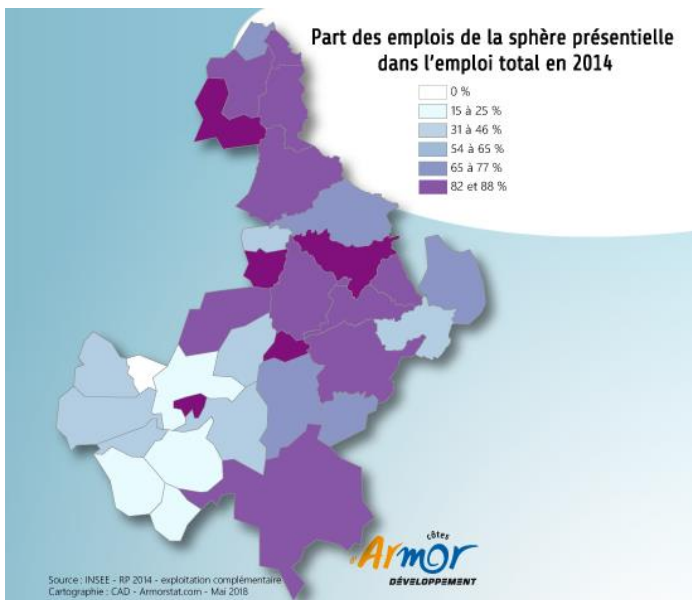 Part des emplois de la sphère présentielle
dans l'emploi total en 2014
0 %
15 à 25 %
31 à 46 %
54 à 65 %
65 à 77 %
82 et 88 %
côtes
d'Armor
DÉVELOPPEMENT
Source : INSEE - RP 2014 - exploitation complémentaire
Cartographie : CAD - Armorstat.com - Mai 2018